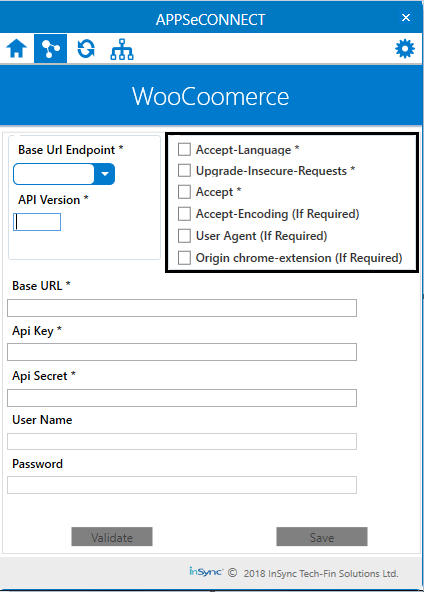 APPSeCONNECT
WooCoomerce
Base Url Endpoint *
API Version *
Accept-Language *
Upgrade-Insecure-Requests *
Accept *
Accept-Encoding (If Required)
User Agent (If Required)
Origin chrome-extension (If Required)
Base URL *
Api Key *
Api Secret *
User Name
Password
Validate
Save
inSync © 2018 InSync Tech-Fin Solutions Ltd.